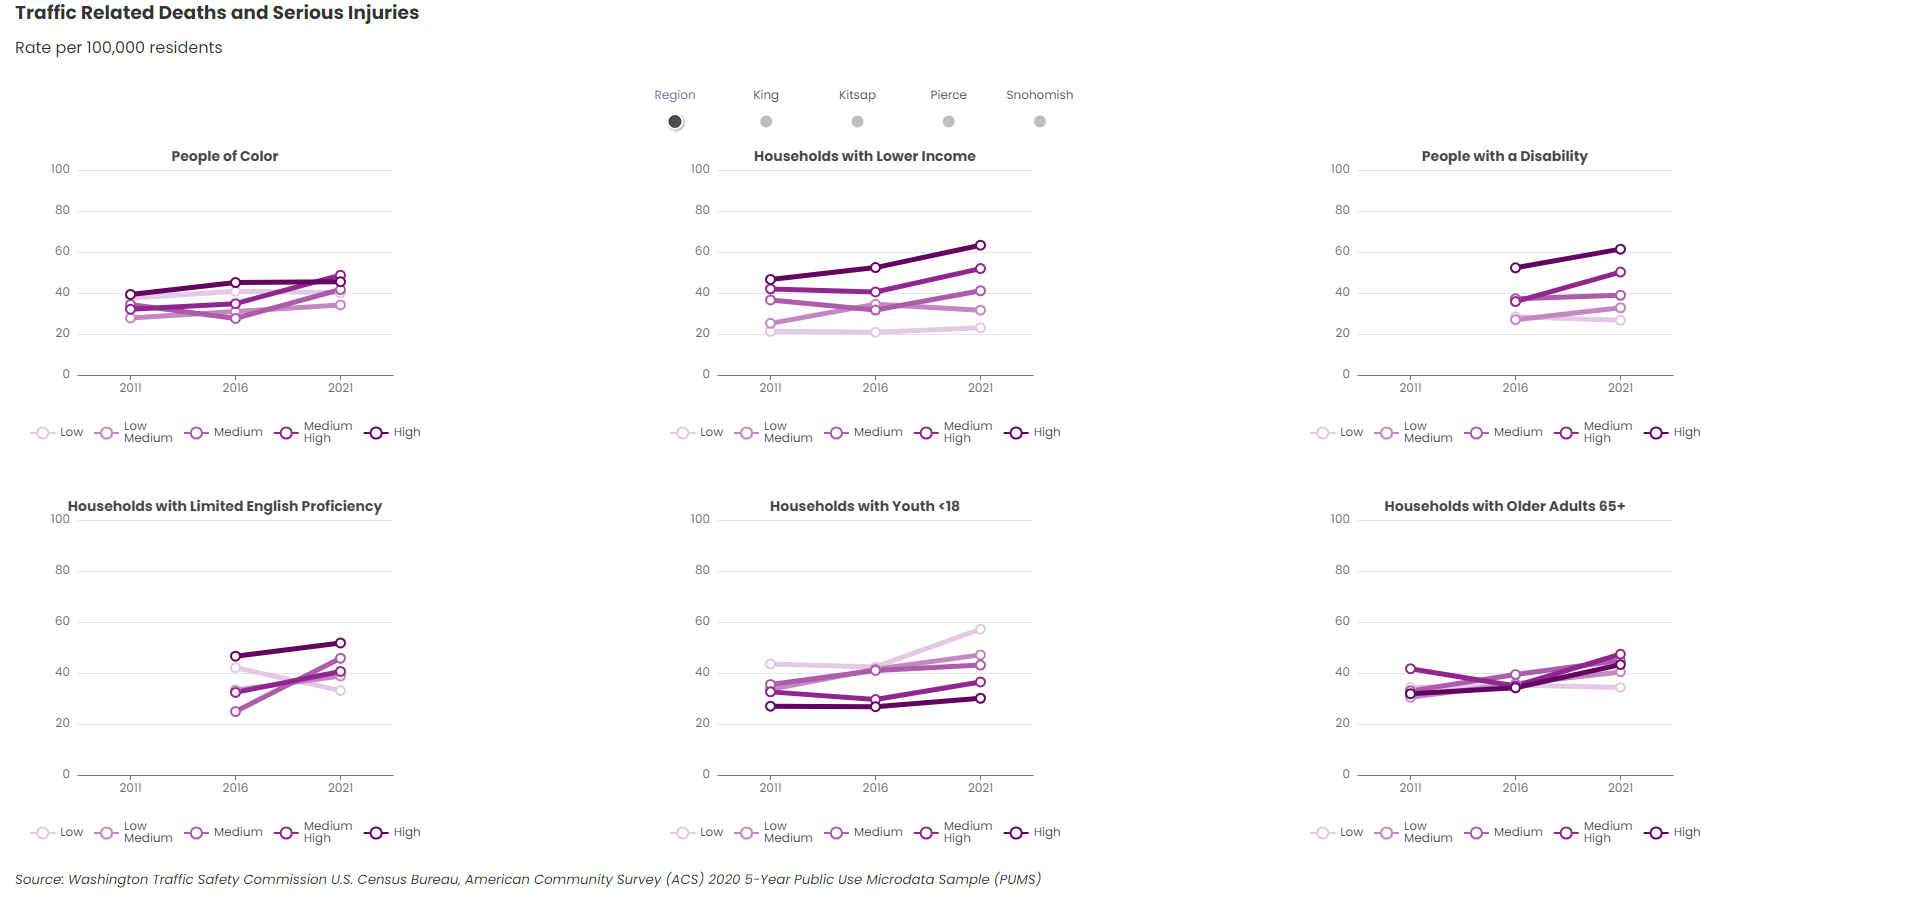 Traffic Related Deaths and Serious Injuries
Rate per 100,000 residents
Region King Kitsap Pierce Snohomish
People of Color
100
80
60
40
20
0
2011 2016 2021
Low Low Medium Medium Medium High High
Households with Lower Income
100
80
60
40
20
0
2011 2016 2021
Low Low Medium Medium Medium High High
People with a Disability
100
80
60
40
20
0
2011 2016 2021
Low Low Medium Medium Medium High High
Households with Limited English Proficiency
100
80
60
40
20
0
2011 2016 2021
Low Low Medium Medium Medium High High
Households with Youth <18
100
80
60
40
20
0
2011 2016 2021
Low Low Medium Medium Medium High High
Households with Older Adults 65+
100
80
60
40
20
0
2011 2016 2021
Low Low Medium Medium Medium High High
Source: Washington Traffic Safety Commission U.S. Census Bureau, American Community Survey (ACS) 2020 5-Year Public Use Microdata Sample (PUMS)